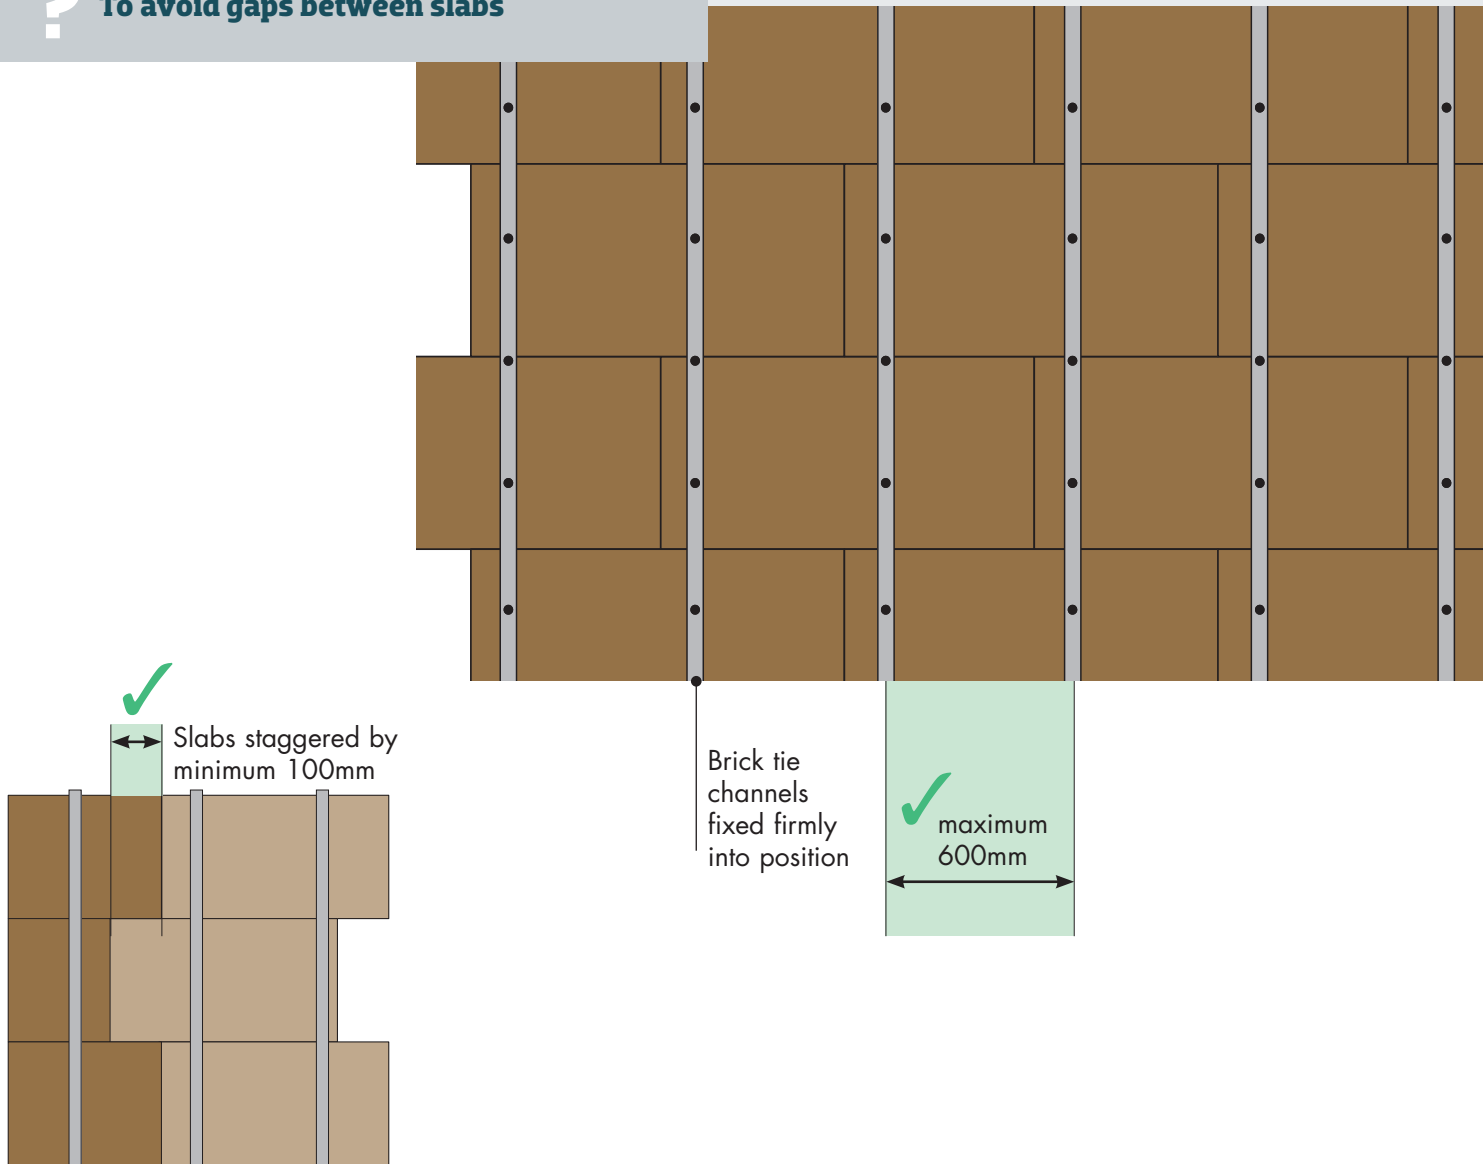 ? To avoid gaps between slabs
Slabs staggered by
minimum 100mm
Brick tie
channels
fixed firmly
into position
maximum
600mm